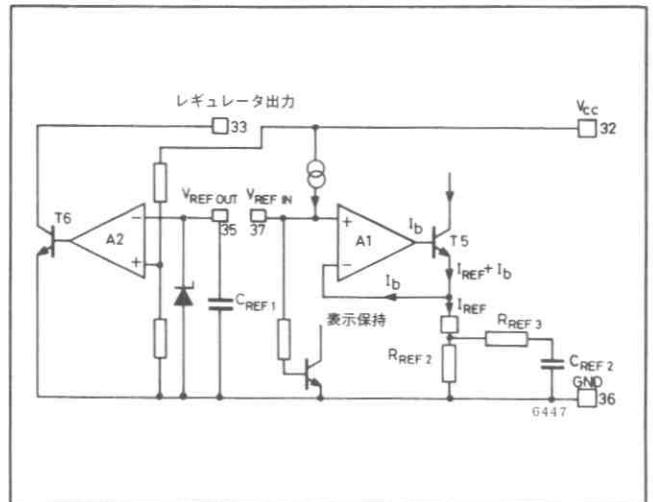 レギュレータ出力
33
VCC
32
T6
A2
−
+
VREF OUT
35
VREF IN
37
CREF 1
+
−
A1
Ib
T5
IREF+Ib
Ib
IREF
表示保持
RREF 3
RREF 2
CREF 2
GND
36
6447